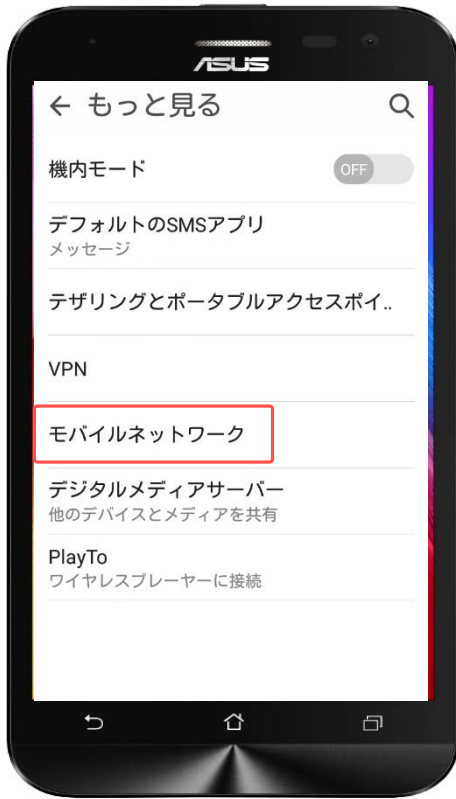 ASUS
← もっと見る
機内モード
OFF
デフォルトのSMSアプリ
メッセージ
テザリングとポータブルアクセスポイ..
VPN
モバイルネットワーク
デジタルメディアサーバー
他のデバイスとメディアを共有
PlayTo
ワイヤレスプレーヤーに接続